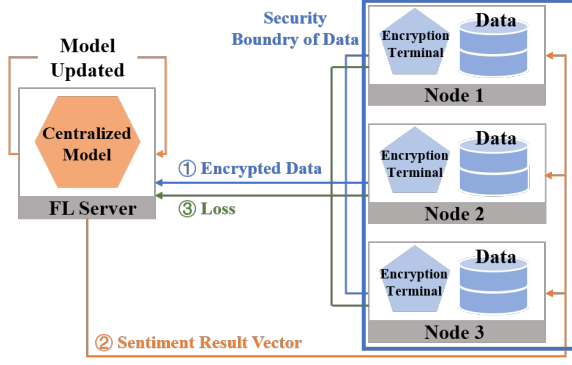 Security
Boundry of Data
Model
Updated
Centralized
Model
FL Server
① Encrypted Data
③ Loss
② Sentiment Result Vector
Encryption
Terminal
Data
Node 1
Encryption
Terminal
Data
Node 2
Encryption
Terminal
Data
Node 3